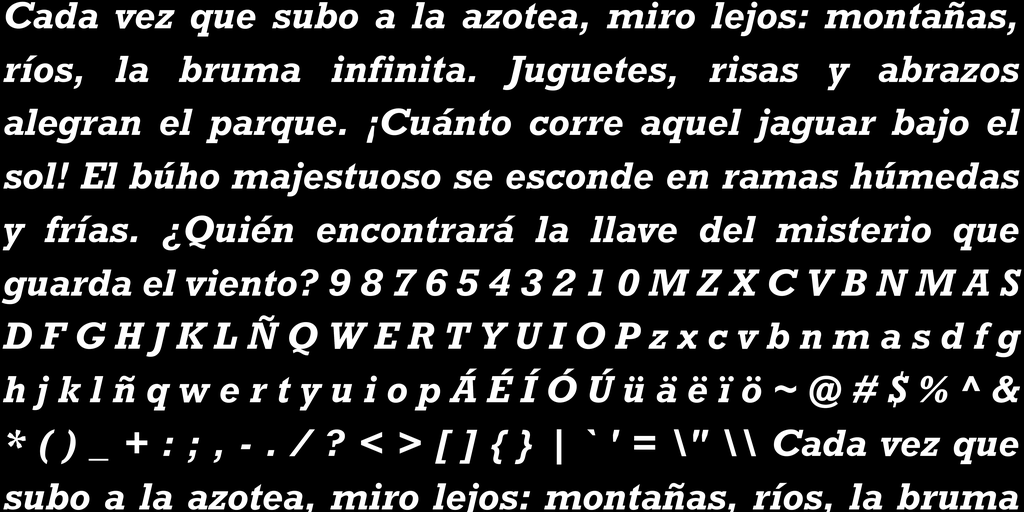 Cada vez que subo a la azotea, miro lejos: montañas,
ríos, la bruma infinita. Juguetes, risas y abrazos
alegran el parque. ¡Cuánto corre aquel jaguar bajo el
sol! El búho majestuoso se esconde en ramas húmedas
y frías. ¿Quién encontrará la llave del misterio que
guarda el viento? 9 8 7 6 5 4 3 2 1 0 M Z X C V B N M A S
D F G H J K L Ñ Q W E R T Y U I O P z x c v b n m a s d f g
h j k l ñ q w e r t y u i o p Á É Í Ó Ú ü ä ë ï ö ~ @ # $ % ^ &
* ( ) _ + : ; , - . / ? < > [ ] { } | ` ' = \" \\ Cada vez que
subo a la azotea, miro lejos: montañas, ríos, la bruma